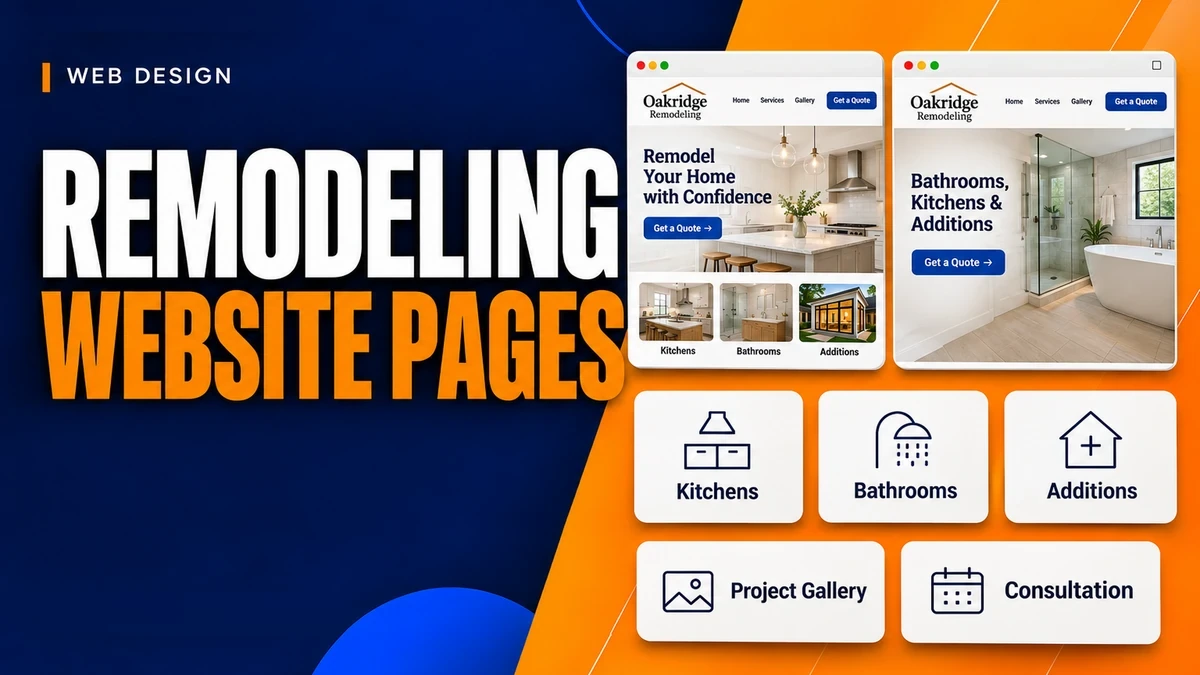 WEB DESIGN
REMODELING
WEBSITE PAGES
Oakridge
Remodeling
Home Services Gallery Get a Quote
Remodel
Your Home
with Confidence
Get a Quote →
Kitchens Bathrooms Additions
Oakridge
Remodeling
Home Services Gallery Get a Quote
Bathrooms,
Kitchens &
Additions
Get a Quote →
Kitchens Bathrooms Additions
Project Gallery Consultation